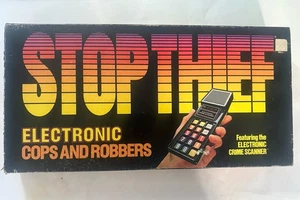 STOP THIEF
ELECTRONIC
COPS AND ROBBERS
Featuring the
ELECTRONIC
CRIME SCANNER